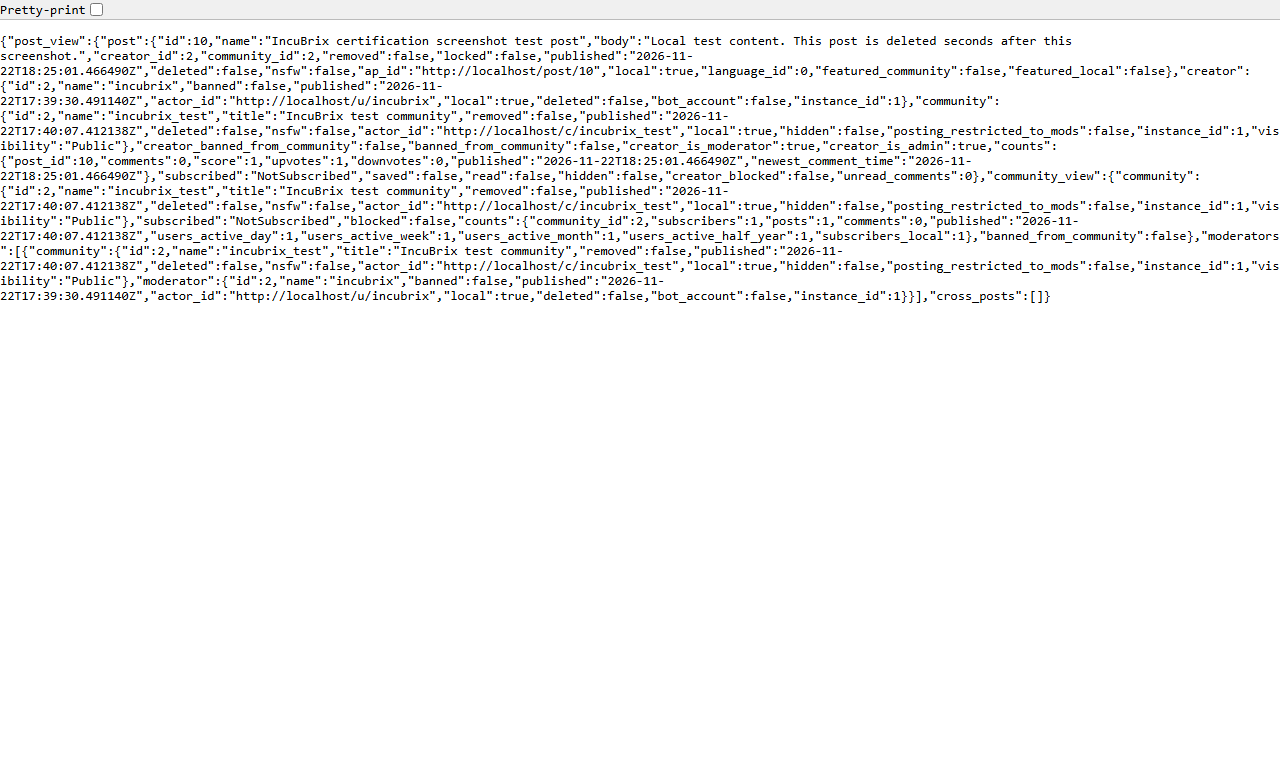 Pretty-print
{"post_view":{"post":{"id":10,"name":"IncuBrix certification screenshot test post","body":"Local test content. This post is deleted seconds after this
screenshot.","creator_id":2,"community_id":2,"removed":false,"locked":false,"published":"2026-11-
22T18:25:01.466490Z","deleted":false,"nsfw":false,"ap_id":"http://localhost/post/10","local":true,"language_id":0,"featured_community":false,"featured_local":false},"creator":
{"id":2,"name":"incubrix","banned":false,"published":"2026-11-
22T17:39:30.491140Z","actor_id":"http://localhost/u/incubrix","local":true,"deleted":false,"bot_account":false,"instance_id":1},"community":
{"id":2,"name":"incubrix_test","title":"IncuBrix test community","removed":false,"published":"2026-11-
22T17:40:07.412138Z","deleted":false,"nsfw":false,"actor_id":"http://localhost/c/incubrix_test","local":true,"hidden":false,"posting_restricted_to_mods":false,"instance_id":1,"vis
ibility":"Public"},"creator_banned_from_community":false,"banned_from_community":false,"creator_is_moderator":true,"creator_is_admin":true,"counts":
{"post_id":10,"comments":0,"score":1,"upvotes":1,"downvotes":0,"published":"2026-11-22T18:25:01.466490Z","newest_comment_time":"2026-11-
22T18:25:01.466490Z"},"subscribed":"NotSubscribed","saved":false,"read":false,"hidden":false,"creator_blocked":false,"unread_comments":0},"community_view":{"community":
{"id":2,"name":"incubrix_test","title":"IncuBrix test community","removed":false,"published":"2026-11-
22T17:40:07.412138Z","deleted":false,"nsfw":false,"actor_id":"http://localhost/c/incubrix_test","local":true,"hidden":false,"posting_restricted_to_mods":false,"instance_id":1,"vis
ibility":"Public"},"subscribed":"NotSubscribed","blocked":false,"counts":{"community_id":2,"subscribers":1,"posts":1,"comments":0,"published":"2026-11-
22T17:40:07.412138Z","users_active_day":1,"users_active_week":1,"users_active_month":1,"users_active_half_year":1,"subscribers_local":1},"banned_from_community":false},"moderators
":[{"community":{"id":2,"name":"incubrix_test","title":"IncuBrix test community","removed":false,"published":"2026-11-
22T17:40:07.412138Z","deleted":false,"nsfw":false,"actor_id":"http://localhost/c/incubrix_test","local":true,"hidden":false,"posting_restricted_to_mods":false,"instance_id":1,"vis
ibility":"Public"},"moderator":{"id":2,"name":"incubrix","banned":false,"published":"2026-11-
22T17:39:30.491140Z","actor_id":"http://localhost/u/incubrix","local":true,"deleted":false,"bot_account":false,"instance_id":1}}],"cross_posts":[]}